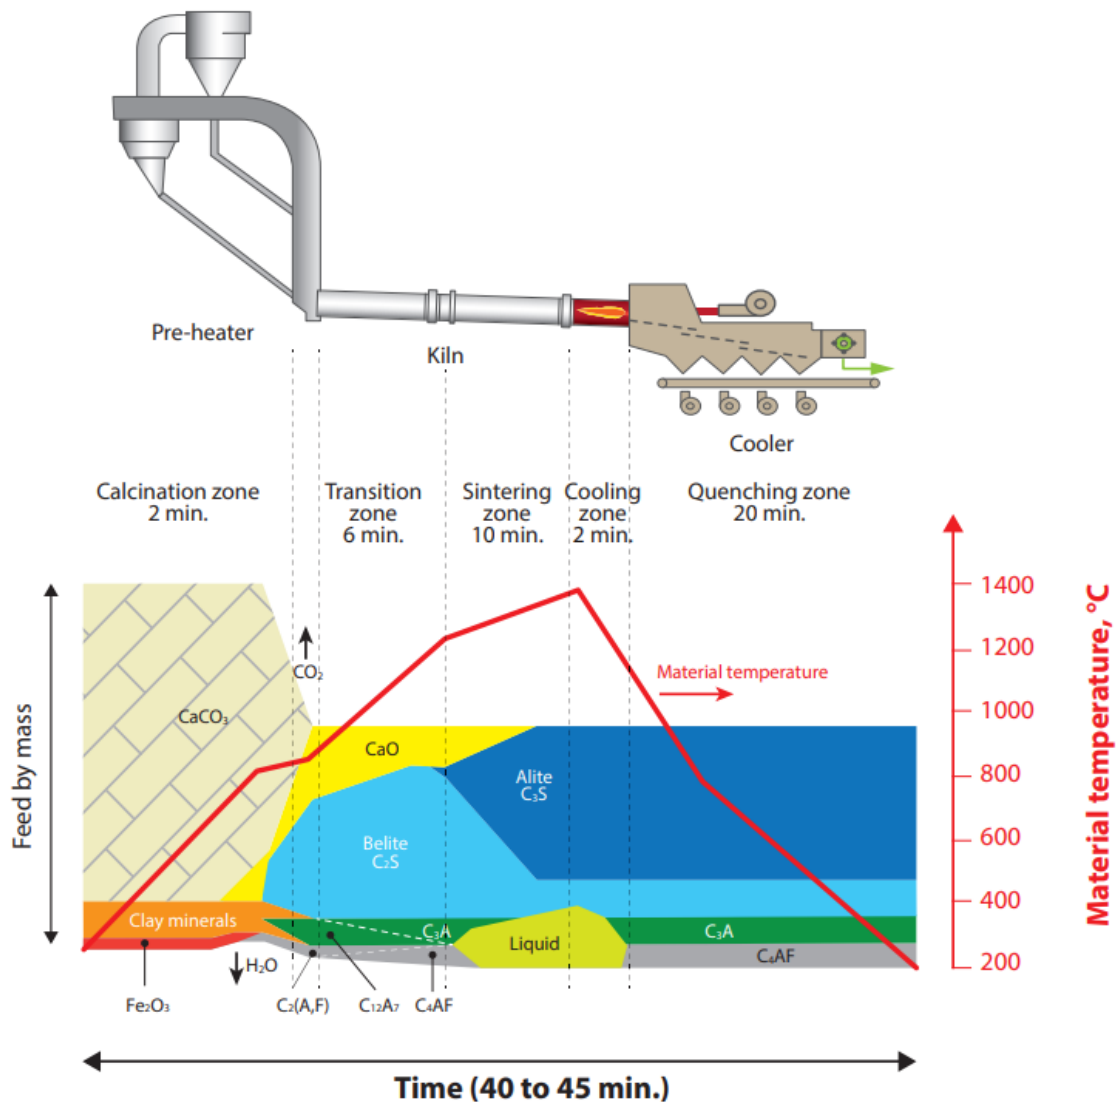 Pre-heater
Kiln
Cooler
Calcination zone
2 min.
Transition
zone
6 min.
Sintering
zone
10 min.
Cooling
zone
2 min.
Quenching zone
20 min.
Feed by mass
CaCO₃
CO₂
CaO
Alite
C₃S
Belite
C₂S
Clay minerals
C₃A
Liquid
C₃A
C₄AF
H₂O
Fe₂O₃
C₂(A,F)
C₁₂A₇
C₄AF
Material temperature
1400
1200
1000
800
600
400
200
Material temperature, °C
Time (40 to 45 min.)